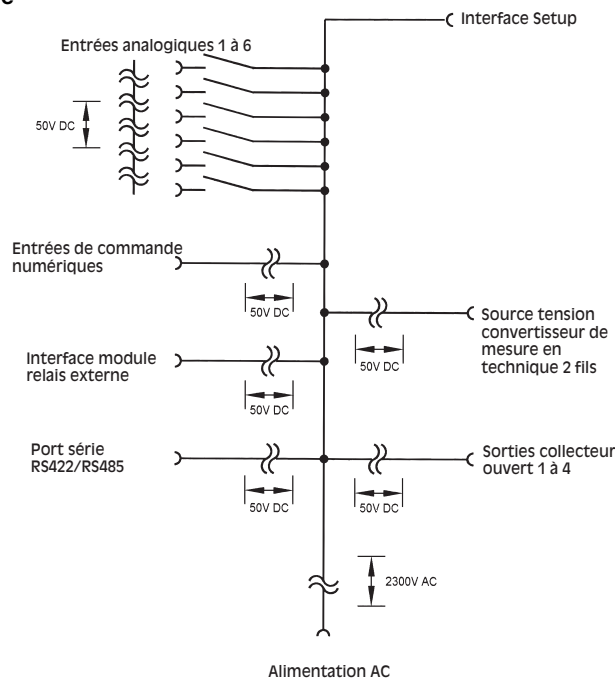 Interface Setup
Entrées analogiques 1 à 6
50V DC
Entrées de commande
numériques
50V DC
Source tension
convertisseur de
mesure en
technique 2 fils
50V DC
Interface module
relais externe
50V DC
Port série
RS422/RS485
50V DC
Sorties collecteur
ouvert 1 à 4
50V DC
2300V AC
Alimentation AC